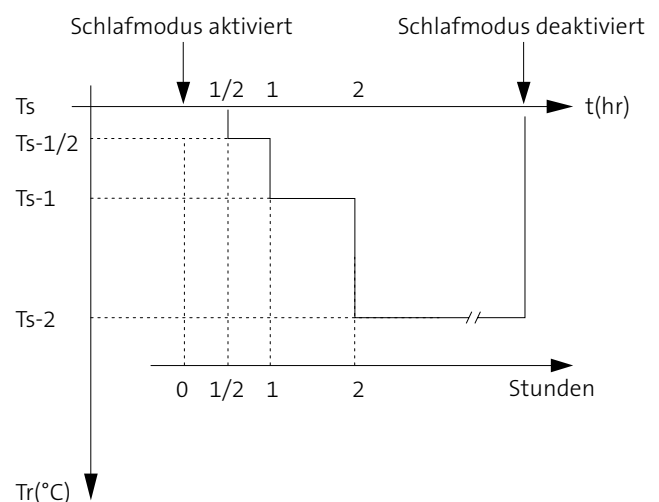 Schlafmodus aktiviert
Schlafmodus deaktiviert
1/2 1 2
Ts
t(hr)
Ts-1/2
Ts-1
Ts-2
0 1/2 1 2
Stunden
Tr(°C)